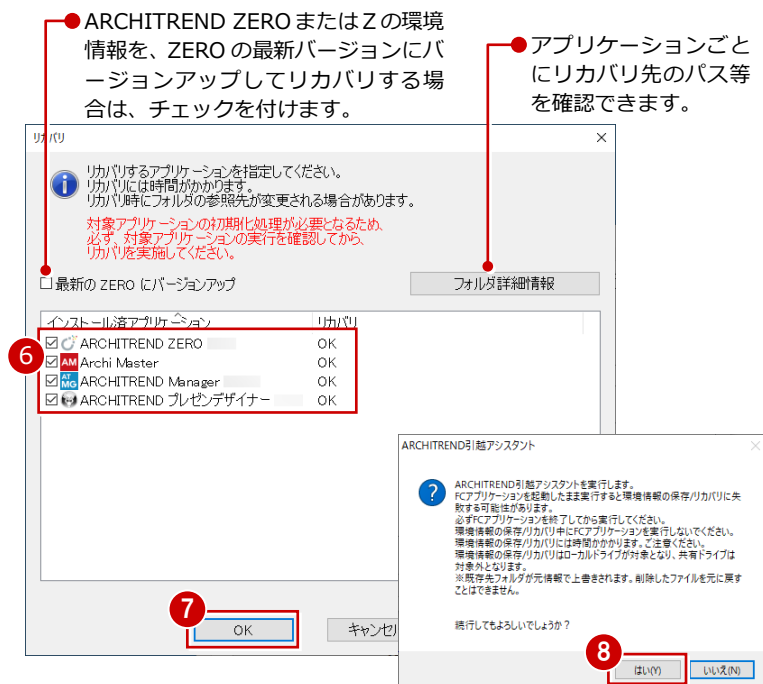 ARCHITREND ZERO または Z の環境
情報を、ZERO の最新バージョンにバ
ージョンアップしてリカバリする場
合は、チェックを付けます。
アプリケーションごと
にリカバリ先のパス等
を確認できます。
リカバリ
リカバリするアプリケーションを指定してください。
リカバリには時間がかかります。
リカバリ時にフォルダの参照先が変更される場合があります。
対象アプリケーションの初期化処理が必要となるため、
必ず、対象アプリケーションの実行を確認してから、
リカバリを実施してください。
最新の ZERO にバージョンアップ
フォルダ詳細情報
インストール済アプリケーション リカバリ
6
ARCHITREND ZERO OK
AM Archi Master OK
AT MG ARCHITREND Manager OK
ARCHITREND プレゼンデザイナー OK
7
OK
キャンセル
ARCHITREND引越アシスタント
ARCHITREND引越アシスタントを実行します。
FCアプリケーションを起動したまま実行すると環境情報の保存/リカバリに失
敗する可能性があります。
必ずFCアプリケーションを終了してから実行してください。
環境情報の保存/リカバリ中にFCアプリケーションを実行しないでください。
環境情報の保存/リカバリには時間かかかります。ご注意ください。
環境情報の保存/リカバリはローカルドライブが対象となり、共有ドライブは
対象外となります。
※既存先フォルダが元情報で上書きされます。削除したファイルを元に戻す
ことはできません。
続行してもよろしいでしょうか？
8
はい(Y)
いいえ(N)